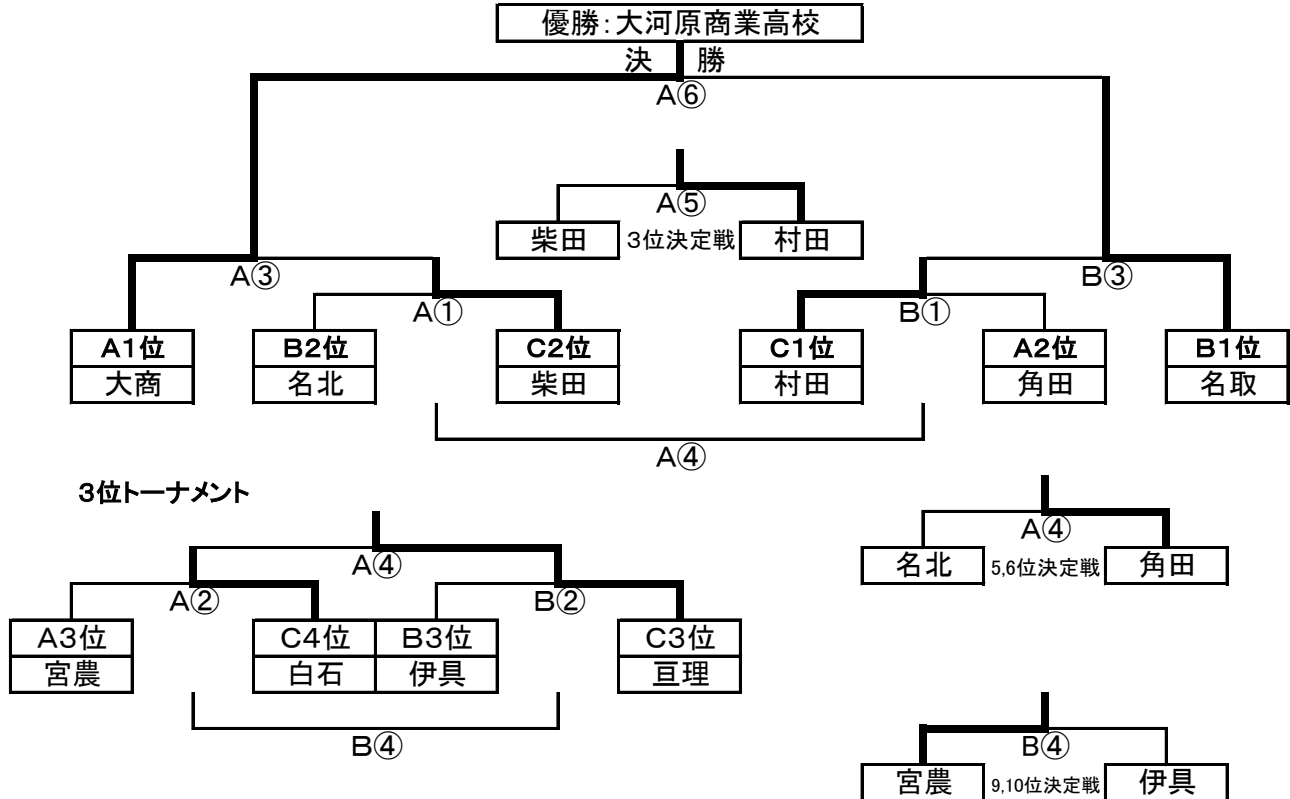 優勝:大河原商業高校
決 勝
A⑥
A⑤
柴田 3位決定戦 村田
A③ B③
A① B①
A1位 B2位 C2位 C1位 A2位 B1位
大商 名北 柴田 村田 角田 名取
A④
3位トーナメント
A④
名北 5,6位決定戦 角田
A④
A② B②
A3位 C4位 B3位 C3位
宮農 白石 伊具 亘理
B④
B④
宮農 9,10位決定戦 伊具